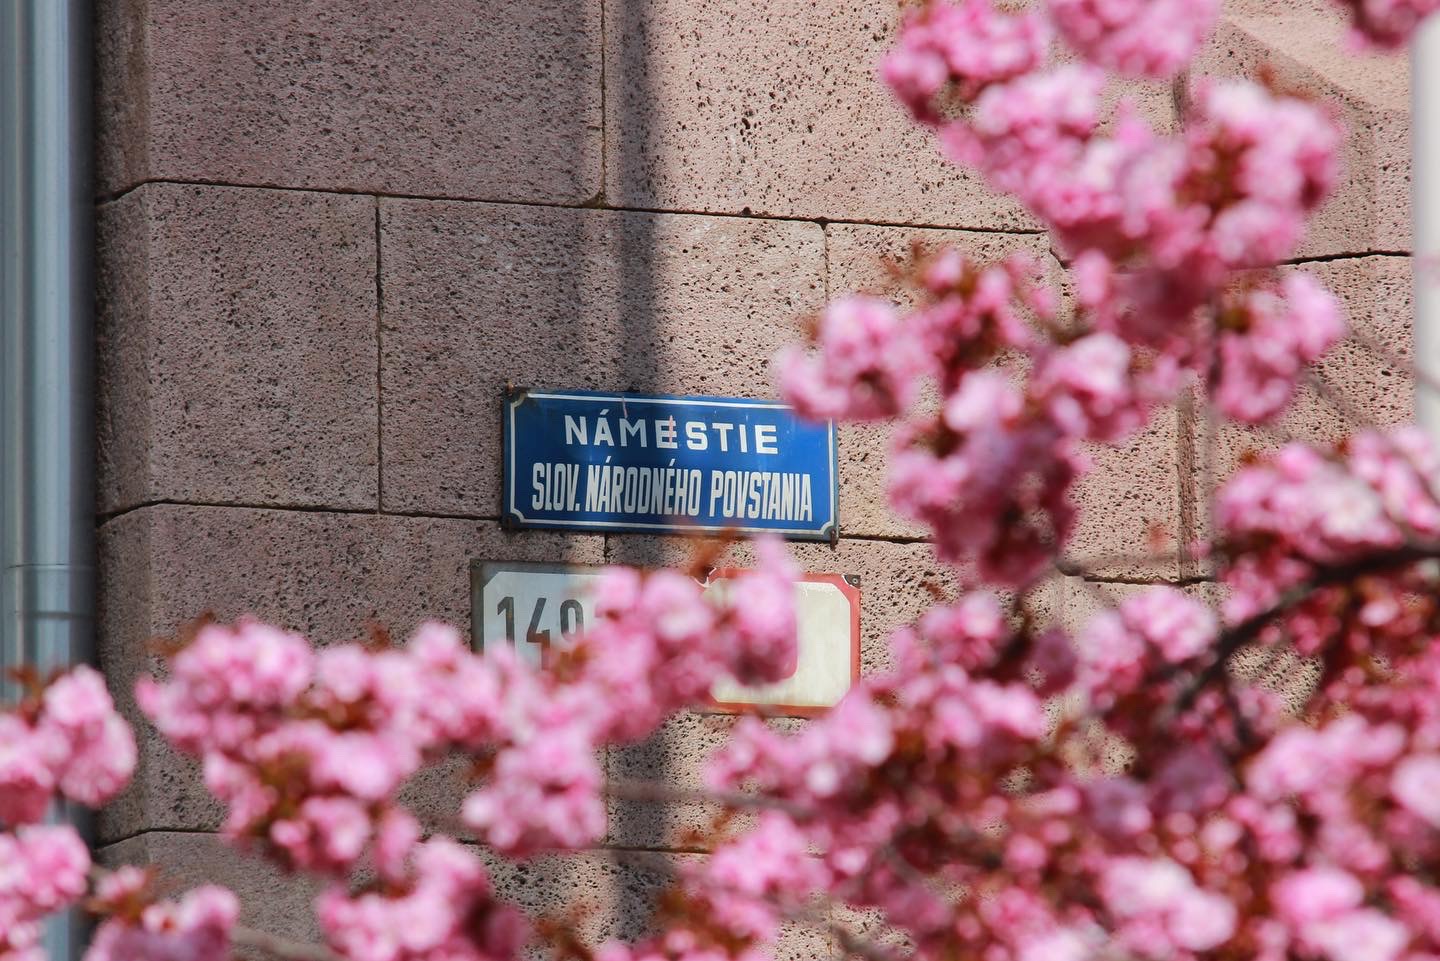 NÁMESTIE
SLOV. NÁRODNÉHO POVSTANIA